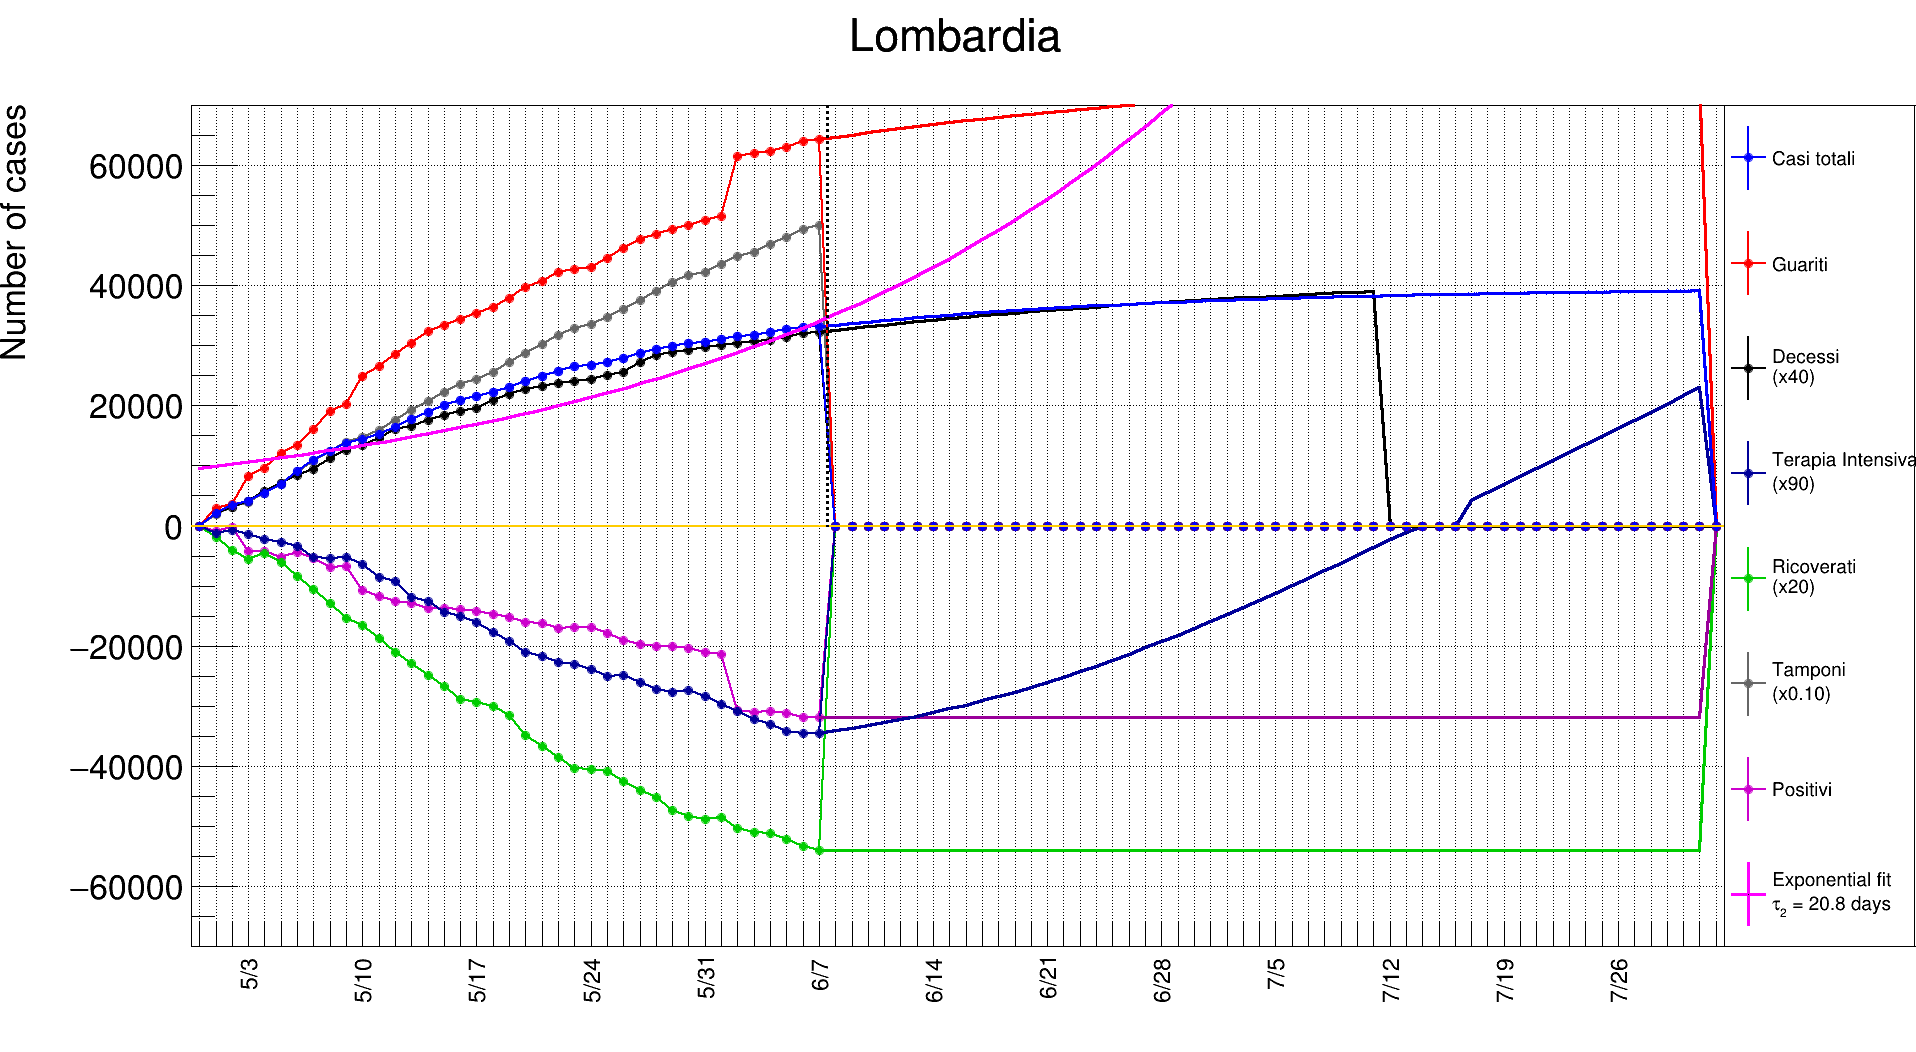 Lombardia
Number of cases
60000
40000
20000
0
−20000
−40000
−60000
5/3
5/10
5/17
5/24
5/31
6/7
6/14
6/21
6/28
7/5
7/12
7/19
7/26
Casi totali
Guariti
Decessi
(x40)
Terapia Intensiva
(x90)
Ricoverati
(x20)
Tamponi
(x0.10)
Positivi
Exponential fit
τ2 = 20.8 days